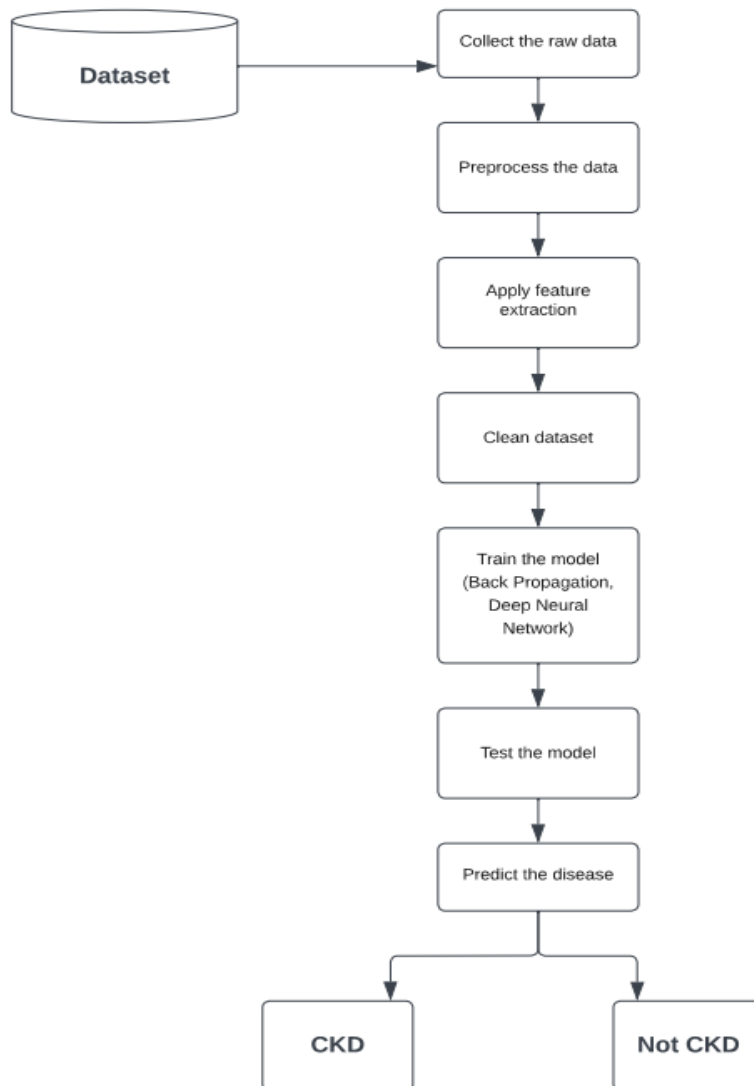 Dataset
Collect the raw data
Preprocess the data
Apply feature
extraction
Clean dataset
Train the model
(Back Propagation,
Deep Neural
Network)
Test the model
Predict the disease
CKD
Not CKD